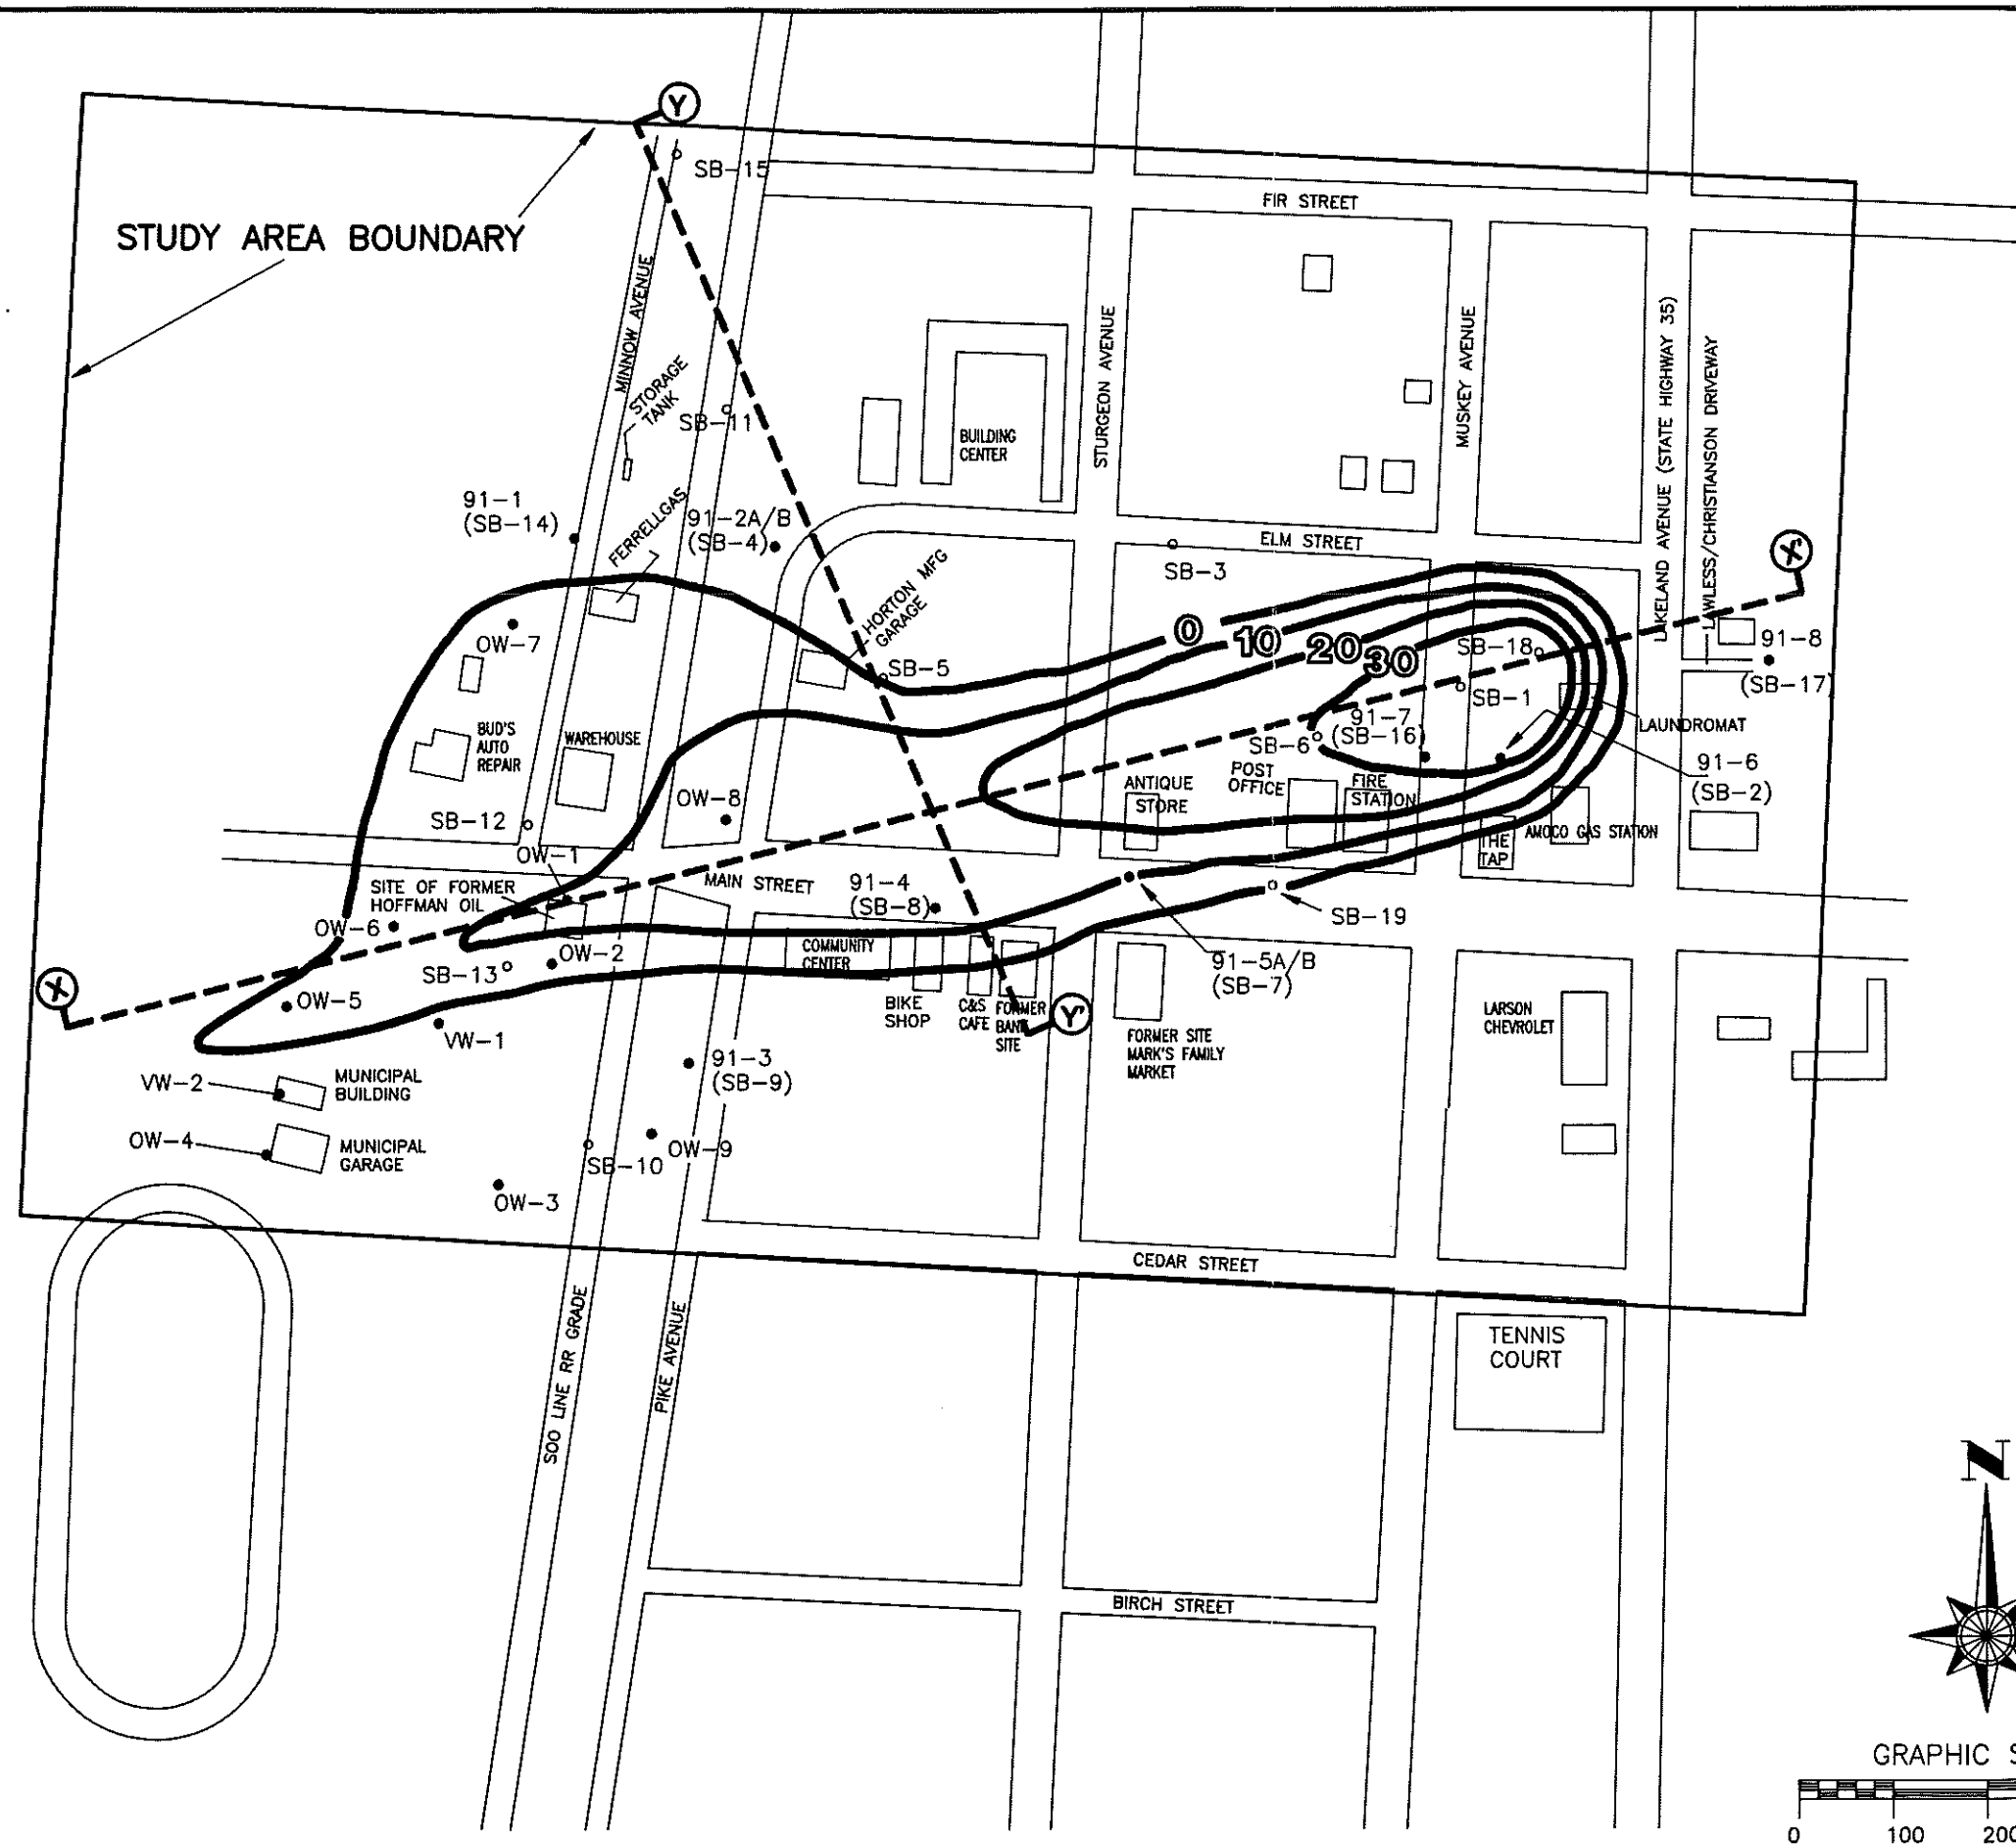 Y
SB-15
FIR STREET
STUDY AREA BOUNDARY
MINNOW AVENUE
STORAGE
TANK
SB-11
BUILDING
CENTER
STURGEON AVENUE
MUSKEY AVENUE
LAKELAND AVENUE (STATE HIGHWAY 35)
LAWLESS/CHRISTIANSON DRIVEWAY
91-1
(SB-14)
FERRELLGAS
91-2A/B
(SB-4)
HORTON MFG
GARAGE
ELM STREET
SB-3
X'
OW-7
SB-5
0
10
20
30
SB-18
91-8
(SB-17)
SB-1
LAUNDROMAT
BUD'S
AUTO
REPAIR
WAREHOUSE
91-7
(SB-16)
SB-6
91-6
(SB-2)
POST
OFFICE
FIRE
STATION
ANTIQUE
STORE
OW-8
SB-12
OW-1
THE
TAP
AMOCO GAS STATION
MAIN STREET
SITE OF FORMER
HOFFMAN OIL
91-4
(SB-8)
SB-19
OW-6
OW-2
SB-13
COMMUNITY
CENTER
91-5A/B
(SB-7)
X
OW-5
BIKE
SHOP
C&S
CAFE
FORMER
BANK
SITE
Y'
LARSON
CHEVROLET
VW-1
FORMER SITE
MARK'S FAMILY
MARKET
91-3
(SB-9)
VW-2
MUNICIPAL
BUILDING
OW-4
MUNICIPAL
GARAGE
OW-9
SB-10
OW-3
CEDAR STREET
SOO LINE RR GRADE
PIKE AVENUE
TENNIS
COURT
BIRCH STREET
N
GRAPHIC S
0 100 200